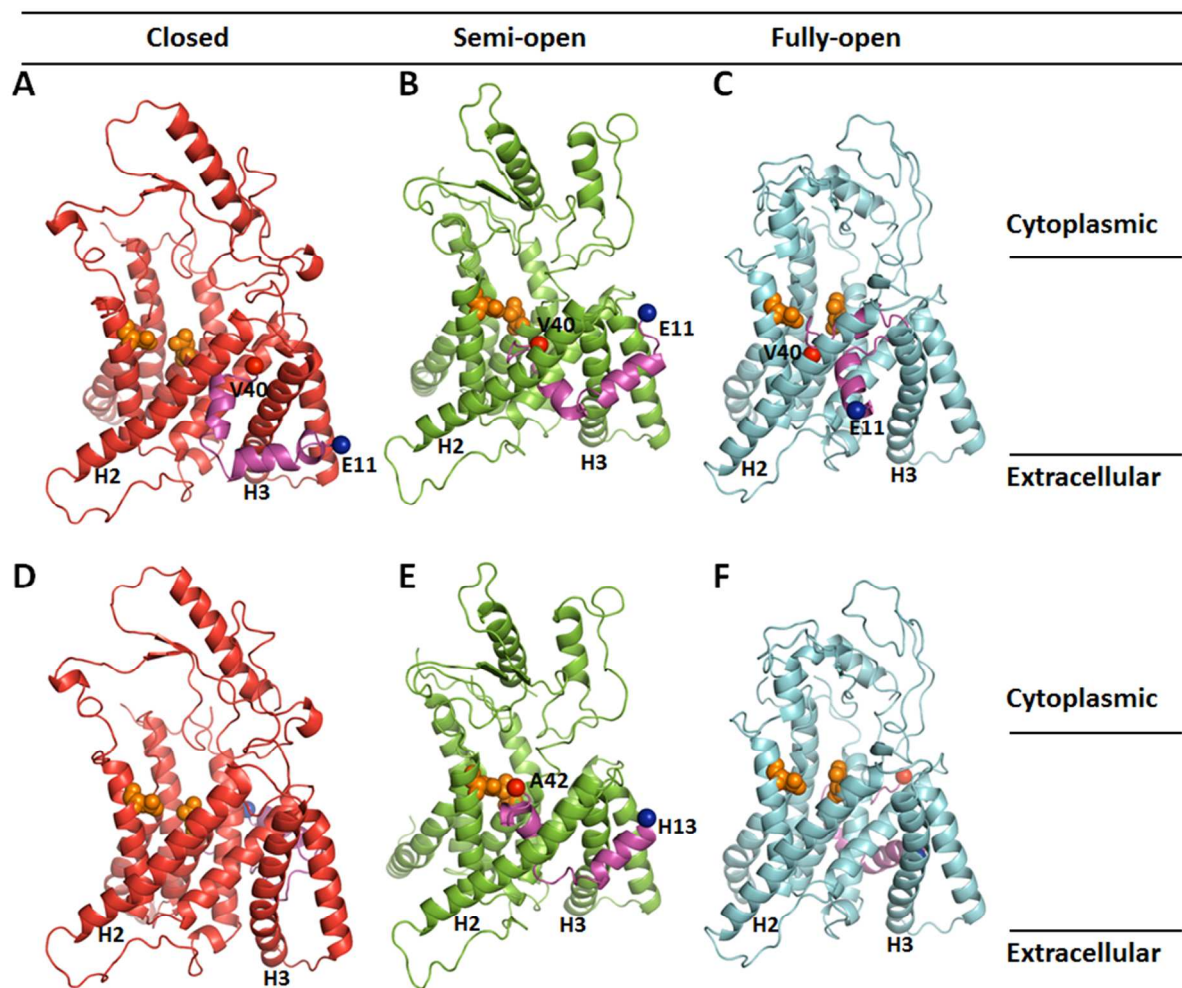 Closed Semi-open Fully-open
A B C
Cytoplasmic
V40 E11
V40 V40
E11 E11
H2 H3 H2 H3 H2 H3
Extracellular
D E F
Cytoplasmic
A42
H13
H2 H3 H2 H3 H2 H3
Extracellular